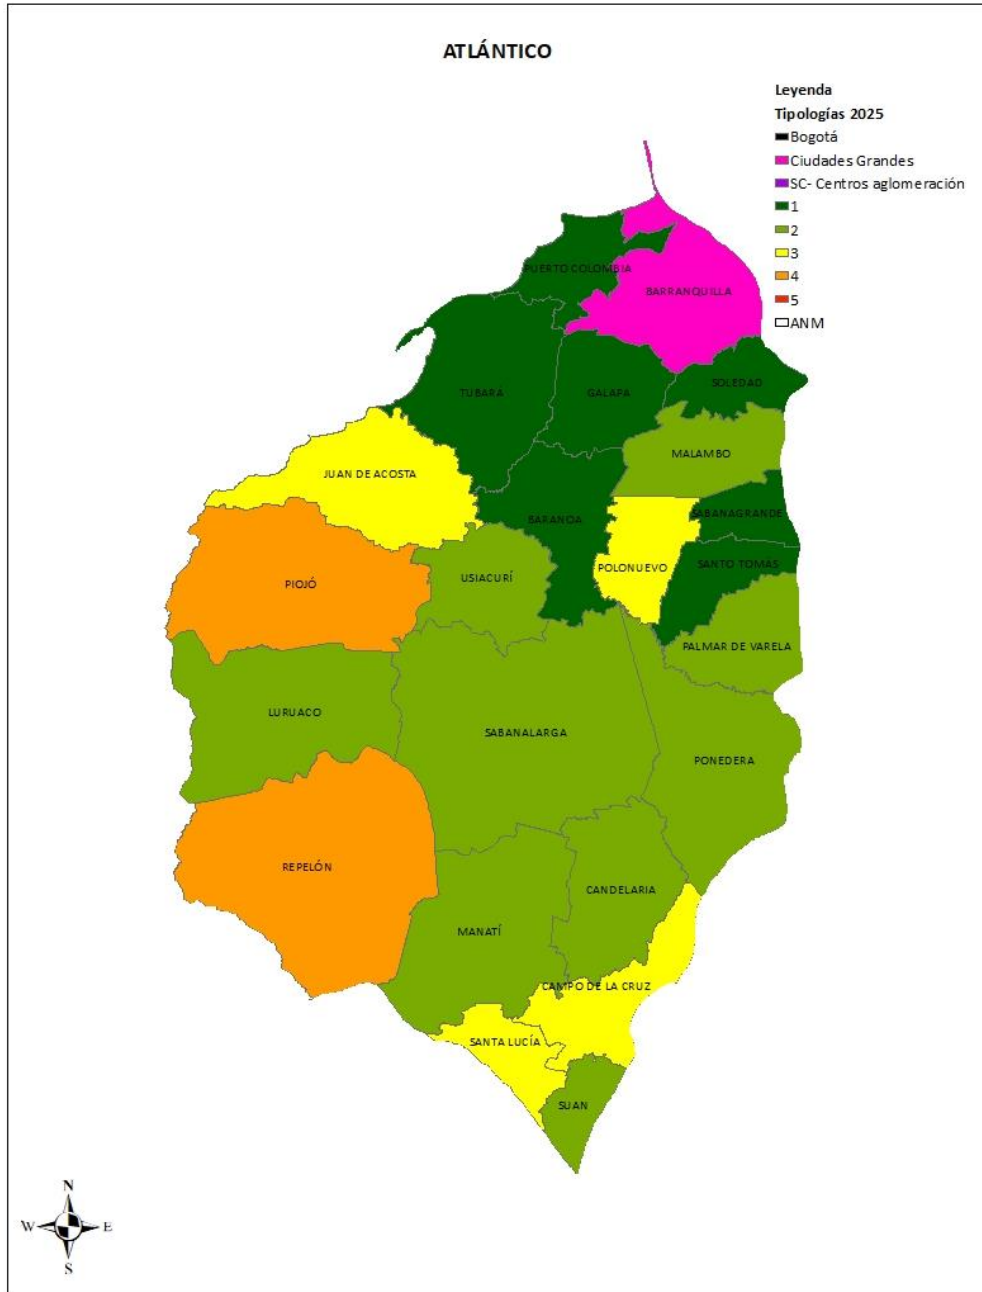 ATLÁNTICO
Leyenda
Tipologías 2025
Bogotá
Ciudades Grandes
SC- Centros aglomeración
1
2
3
4
5
ANM
PUERTO COLOMBIA
BARRANQUILLA
SOLEDAD
TUBARA
GALAPA
MALAMBO
JUAN DE ACOSTA
SABANAGRANDE
BARANOA
SANTO TOMÁS
POLONUEVO
USIACURÍ
PIOJÓ
PALMAR DE VARELA
LURUACO
SABANALARGA
PONEDERA
REPELÓN
CANDELARIA
MANATÍ
CAMPO DE LA CRUZ
SANTA LUCÍA
SUAN
N
W E
S